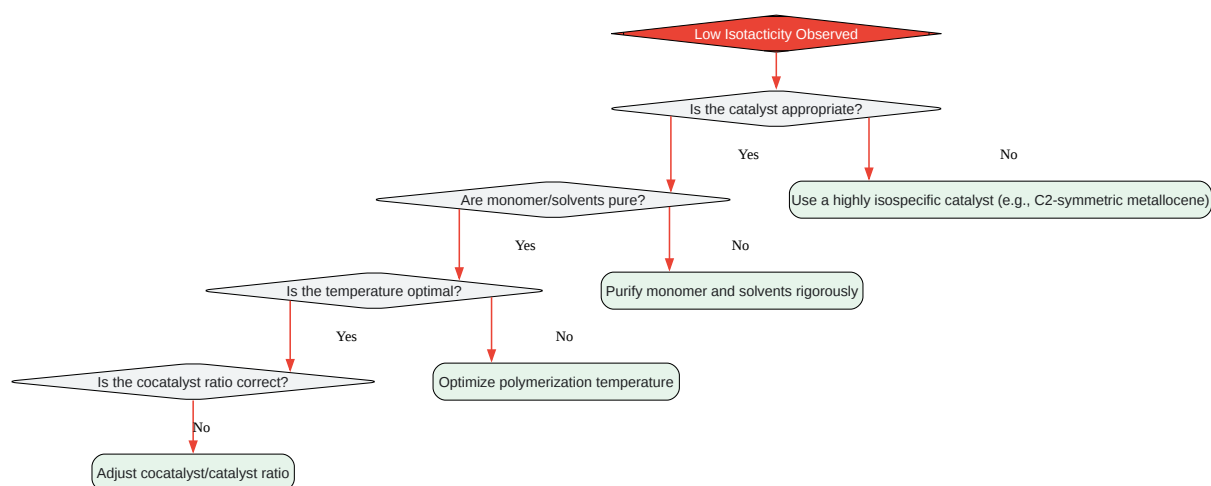 Low Isotacticity Observed
Is the catalyst appropriate?
Yes
No
Are monomer/solvents pure?
Use a highly isospecific catalyst (e.g., C2-symmetric metallocene)
Yes
No
Is the temperature optimal?
Purify monomer and solvents rigorously
Yes
No
Is the cocatalyst ratio correct?
Optimize polymerization temperature
No
Adjust cocatalyst/catalyst ratio